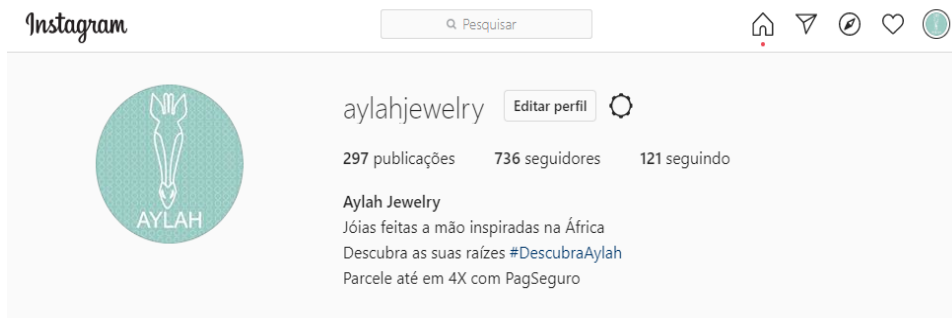 Instagram
Pesquisar
aylahjewelry Editar perfil
297 publicações 736 seguidores 121 seguindo
Aylah Jewelry
Jóias feitas a mão inspiradas na África
Descubra as suas raízes #DescubraAylah
Parcele até em 4X com PagSeguro
AYLAH